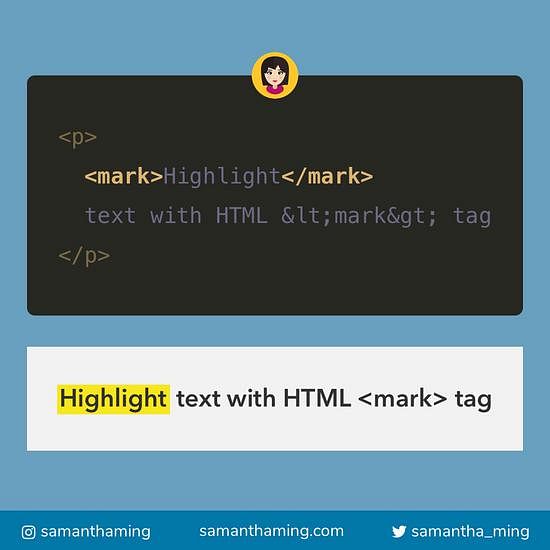 <p>
<mark>Highlight</mark>
text with HTML &lt;mark&gt; tag
</p>
Highlight text with HTML <mark> tag
samanthaming samanthaming.com samantha_ming